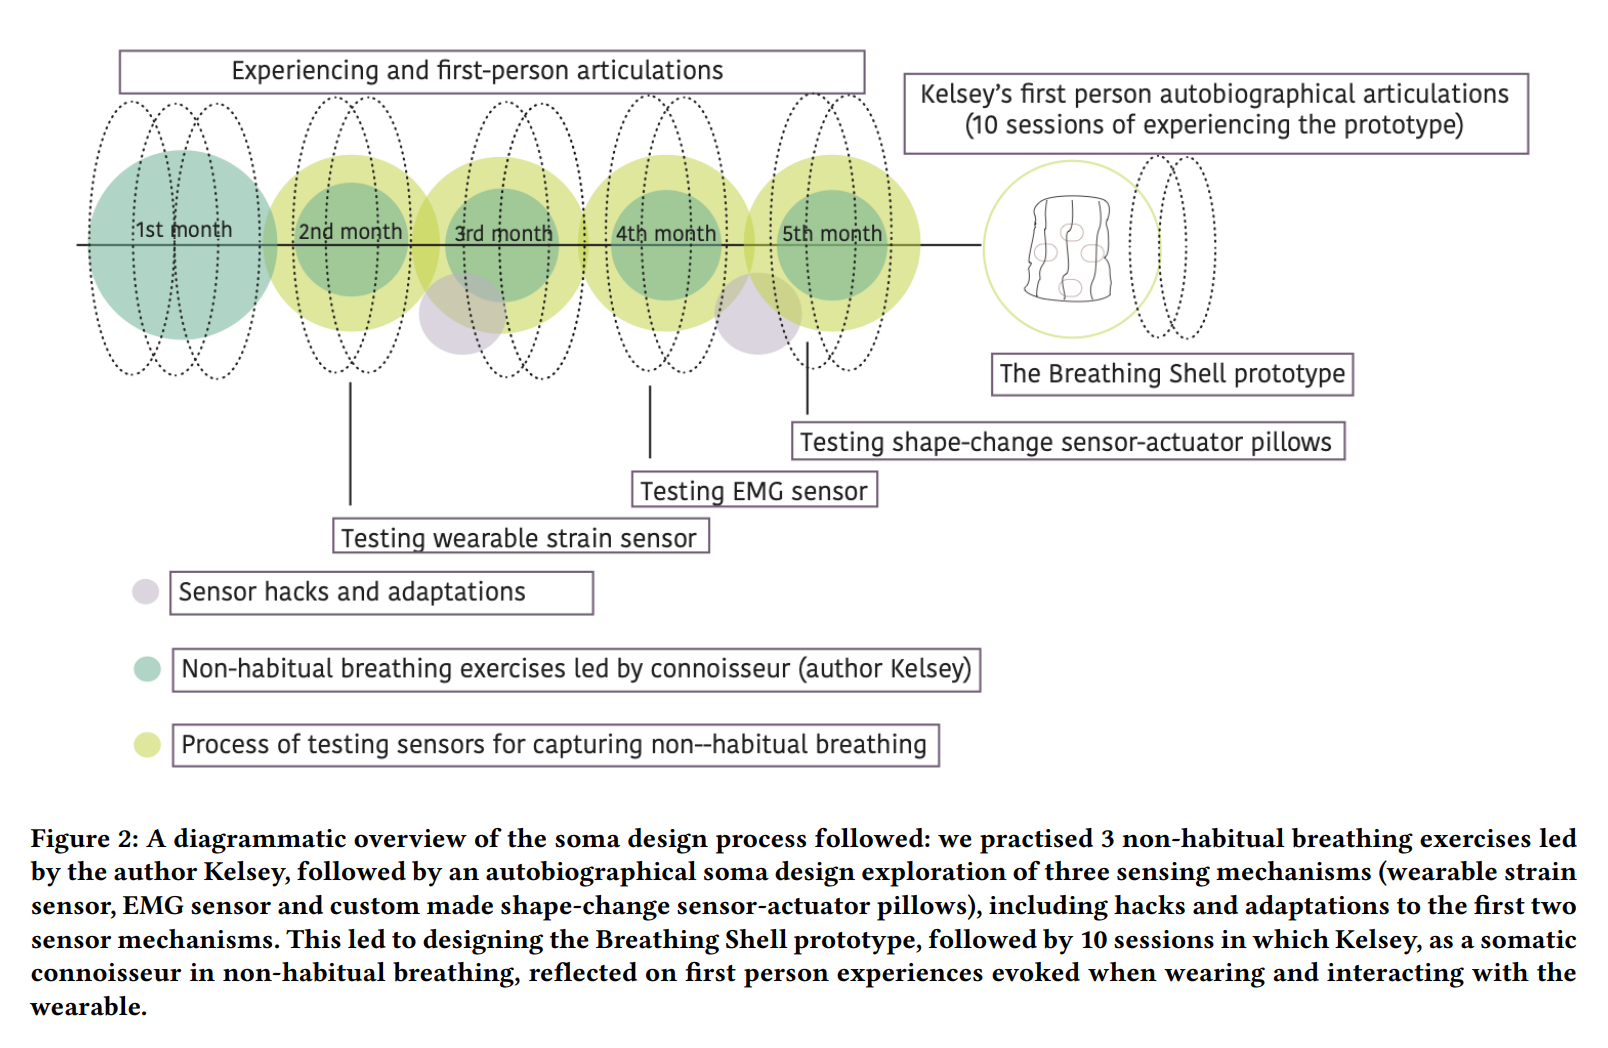 Experiencing and first-person articulations
Kelsey's first person autobiographical articulations
(10 sessions of experiencing the prototype)
1st month
2nd month
3rd month
4th month
5th month
The Breathing Shell prototype
Testing shape-change sensor-actuator pillows
Testing EMG sensor
Testing wearable strain sensor
Sensor hacks and adaptations
Non-habitual breathing exercises led by connoisseur (author Kelsey)
Process of testing sensors for capturing non--habitual breathing
Figure 2: A diagrammatic overview of the soma design process followed: we practised 3 non-habitual breathing exercises led
by the author Kelsey, followed by an autobiographical soma design exploration of three sensing mechanisms (wearable strain
sensor, EMG sensor and custom made shape-change sensor-actuator pillows), including hacks and adaptations to the first two
sensor mechanisms. This led to designing the Breathing Shell prototype, followed by 10 sessions in which Kelsey, as a somatic
connoisseur in non-habitual breathing, reflected on first person experiences evoked when wearing and interacting with the
wearable.